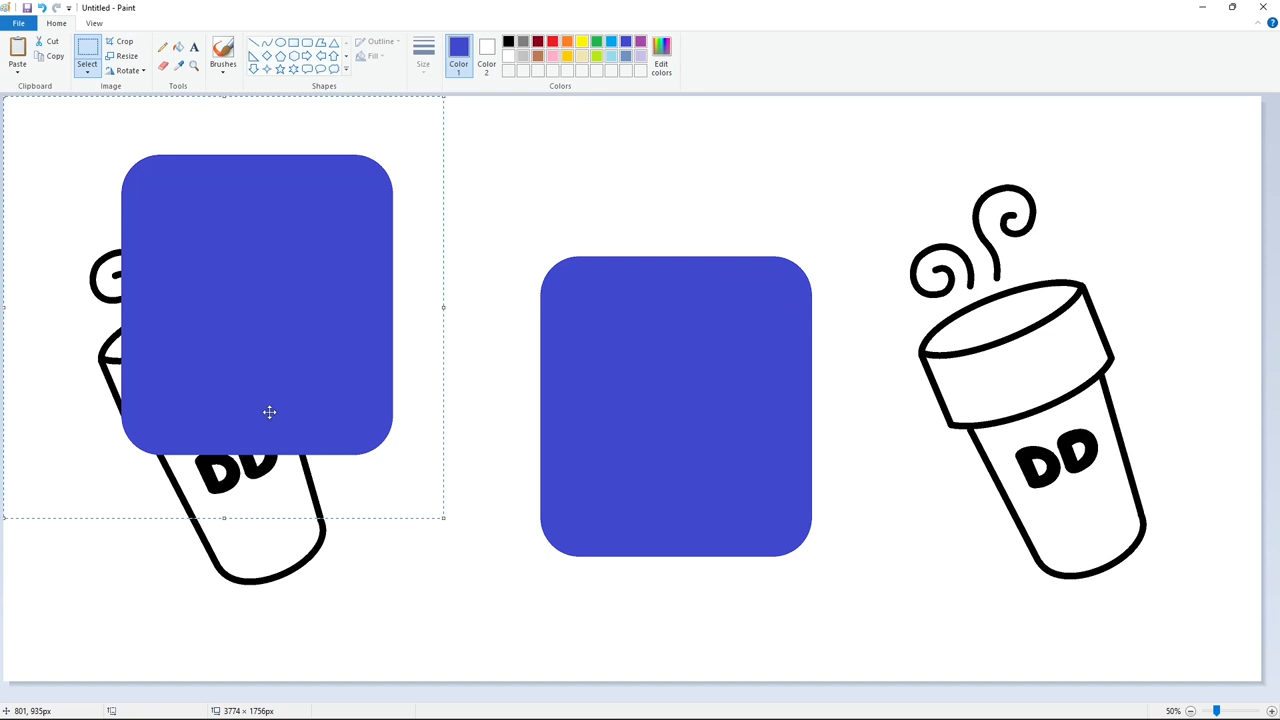 Untitled - Paint
File Home View
Paste
Cut
Copy
Clipboard
Select
Crop
Resize
Rotate
Image
A
Tools
Brushes
Shapes
Outline
Fill
Size
Color 1
Color 2
Edit colors
Colors
DD
DD
801, 935px
3774 × 1756px
50%